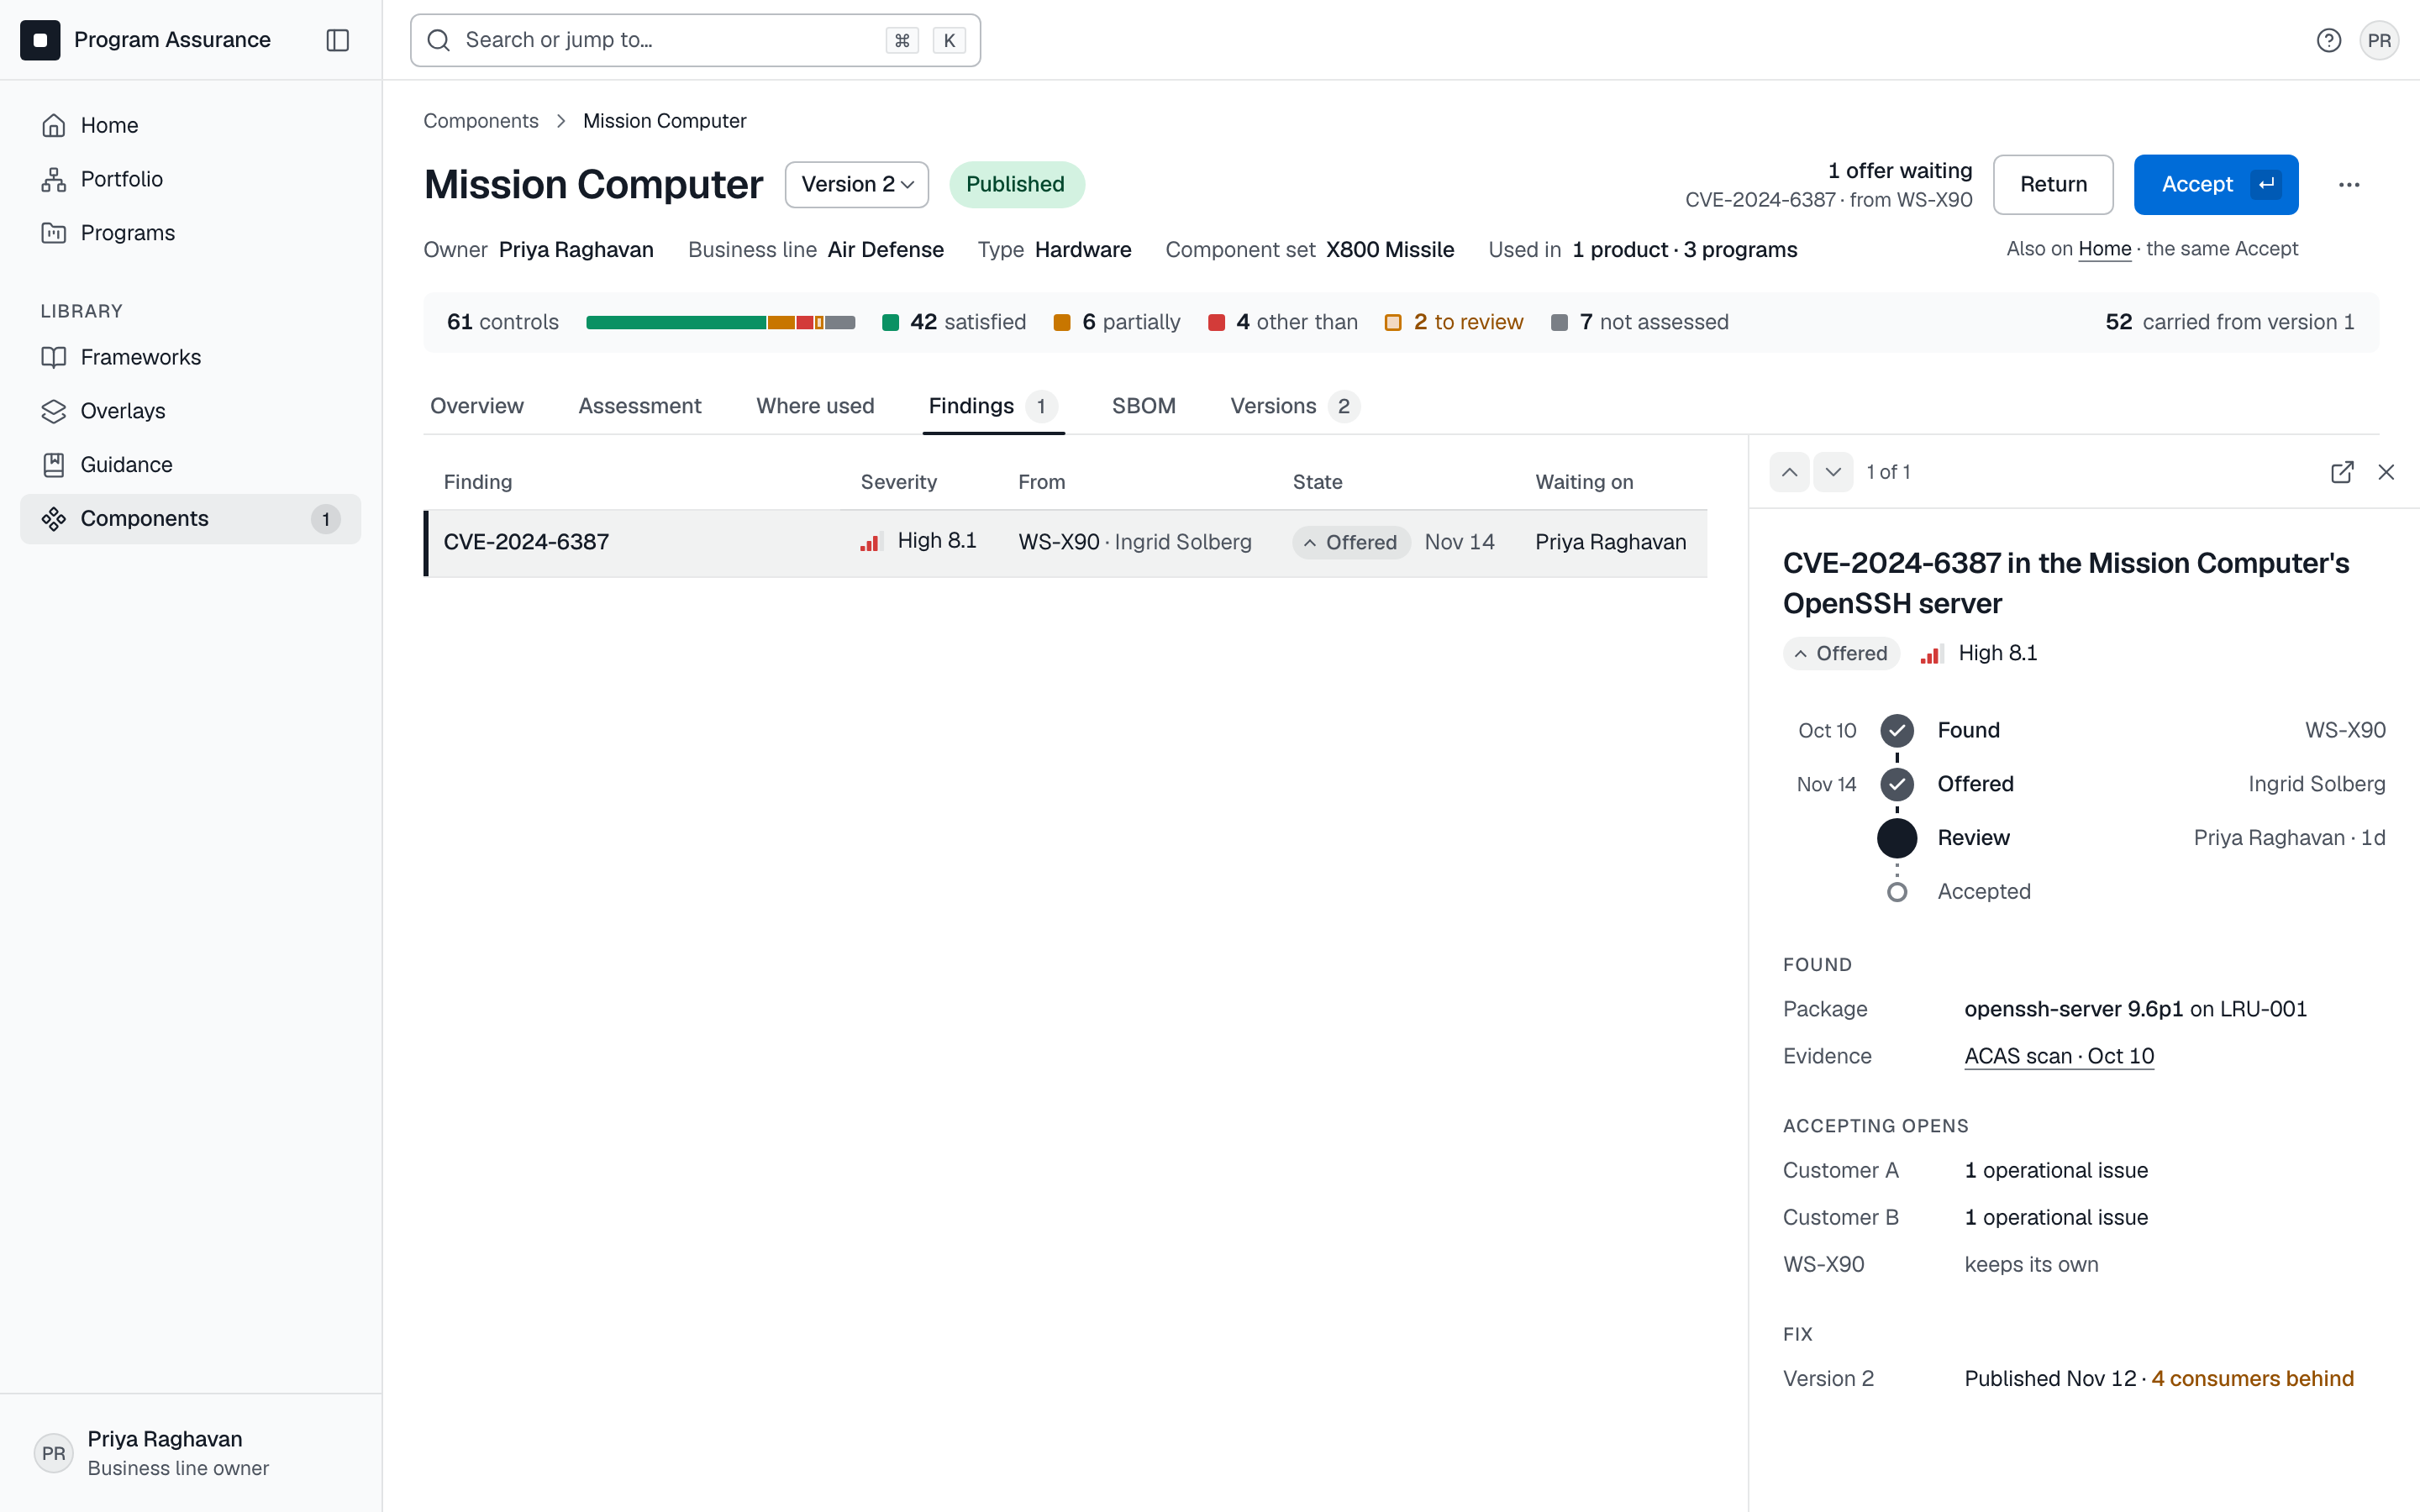 Program Assurance
Search or jump to...
⌘ K
PR
Home
Portfolio
Programs
LIBRARY
Frameworks
Overlays
Guidance
Components 1
Priya Raghavan
Business line owner
PR
Components > Mission Computer
Mission Computer
Version 2
Published
1 offer waiting
CVE-2024-6387 · from WS-X90
Return
Accept
Owner Priya Raghavan Business line Air Defense Type Hardware Component set X800 Missile Used in 1 product · 3 programs
Also on Home · the same Accept
61 controls 42 satisfied 6 partially 4 other than 2 to review 7 not assessed 52 carried from version 1
Overview Assessment Where used Findings 1 SBOM Versions 2
Finding Severity From State Waiting on
CVE-2024-6387 High 8.1 WS-X90 · Ingrid Solberg Offered Nov 14 Priya Raghavan
1 of 1
CVE-2024-6387 in the Mission Computer's
OpenSSH server
Offered High 8.1
Oct 10 Found WS-X90
Nov 14 Offered Ingrid Solberg
Review Priya Raghavan · 1d
Accepted
FOUND
Package openssh-server 9.6p1 on LRU-001
Evidence ACAS scan · Oct 10
ACCEPTING OPENS
Customer A 1 operational issue
Customer B 1 operational issue
WS-X90 keeps its own
FIX
Version 2 Published Nov 12 · 4 consumers behind